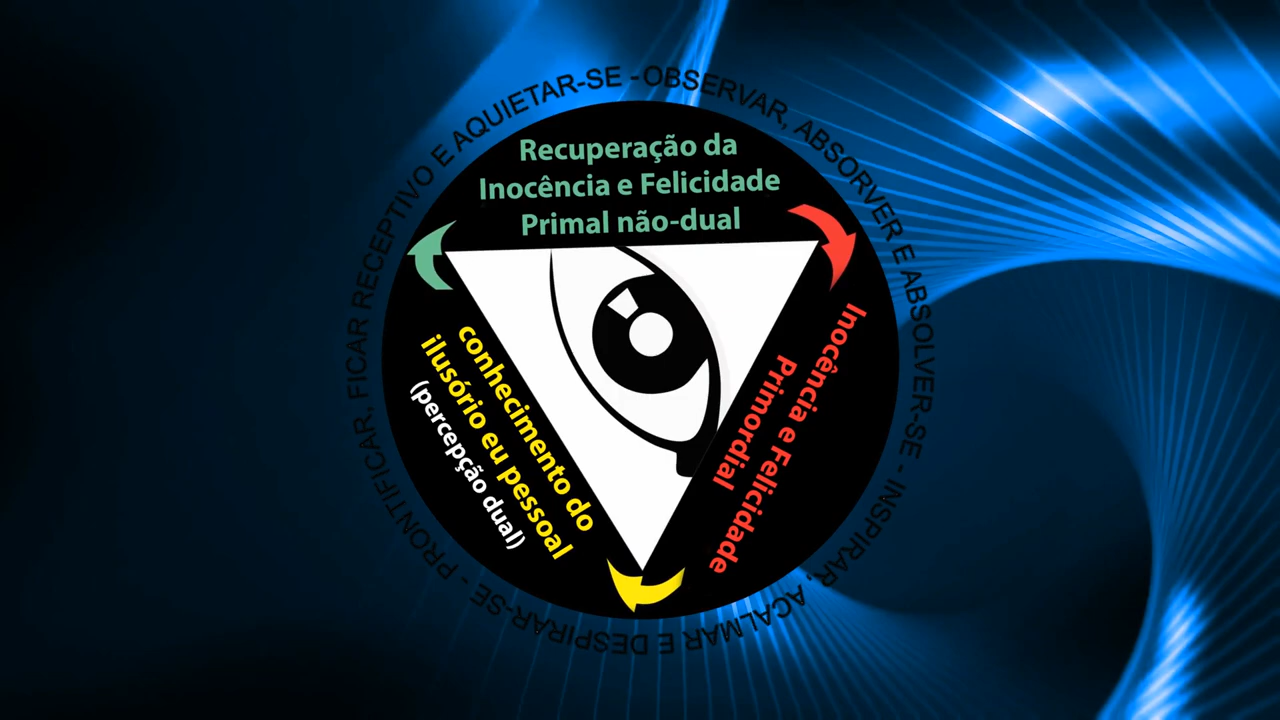 PRONTIFICAR, FICAR RECEPTIVO E AQUIETAR-SE - OBSERVAR, ABSORVER E ABSOLVER-SE - INSPIRAR, ACALMAR E DESPIRAR-SE -
Recuperação da
Inocência e Felicidade
Primal não-dual
Inocência e Felicidade
Primordial
conhecimento do
ilusório eu pessoal
(percepção dual)